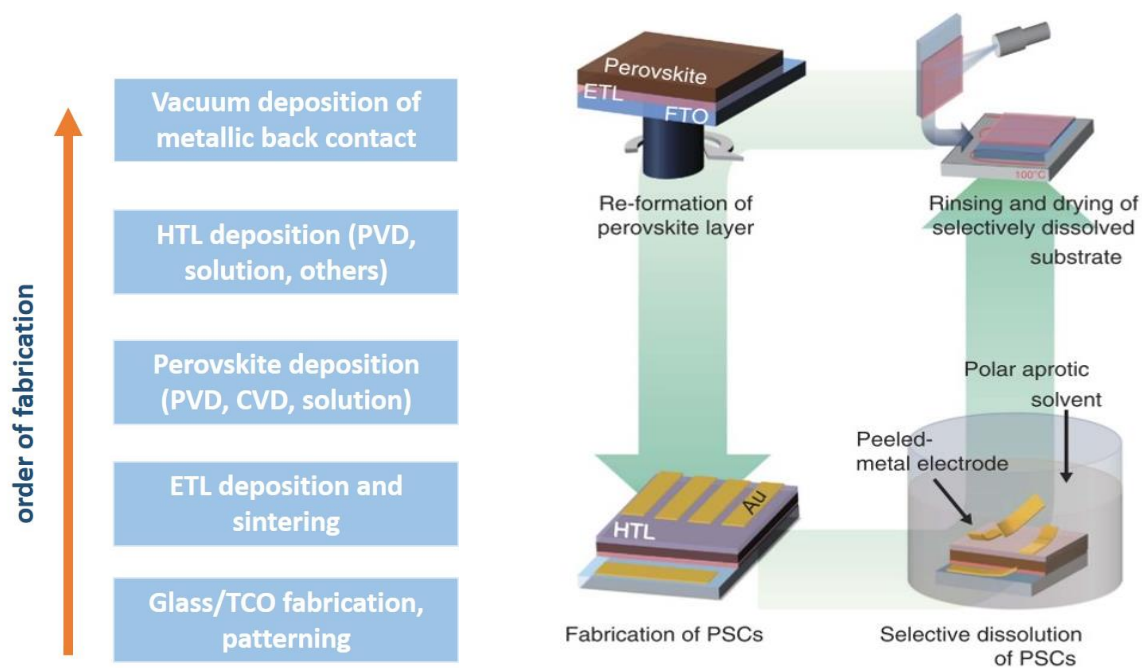 order of fabrication
Vacuum deposition of
metallic back contact
HTL deposition (PVD,
solution, others)
Perovskite deposition
(PVD, CVD, solution)
ETL deposition and
sintering
Glass/TCO fabrication,
patterning
Perovskite
ETL
FTO
Re-formation of
perovskite layer
100°C
Rinsing and drying of
selectively dissolved
substrate
Polar aprotic
solvent
Peeled-
metal electrode
Au
HTL
Fabrication of PSCs
Selective dissolution
of PSCs